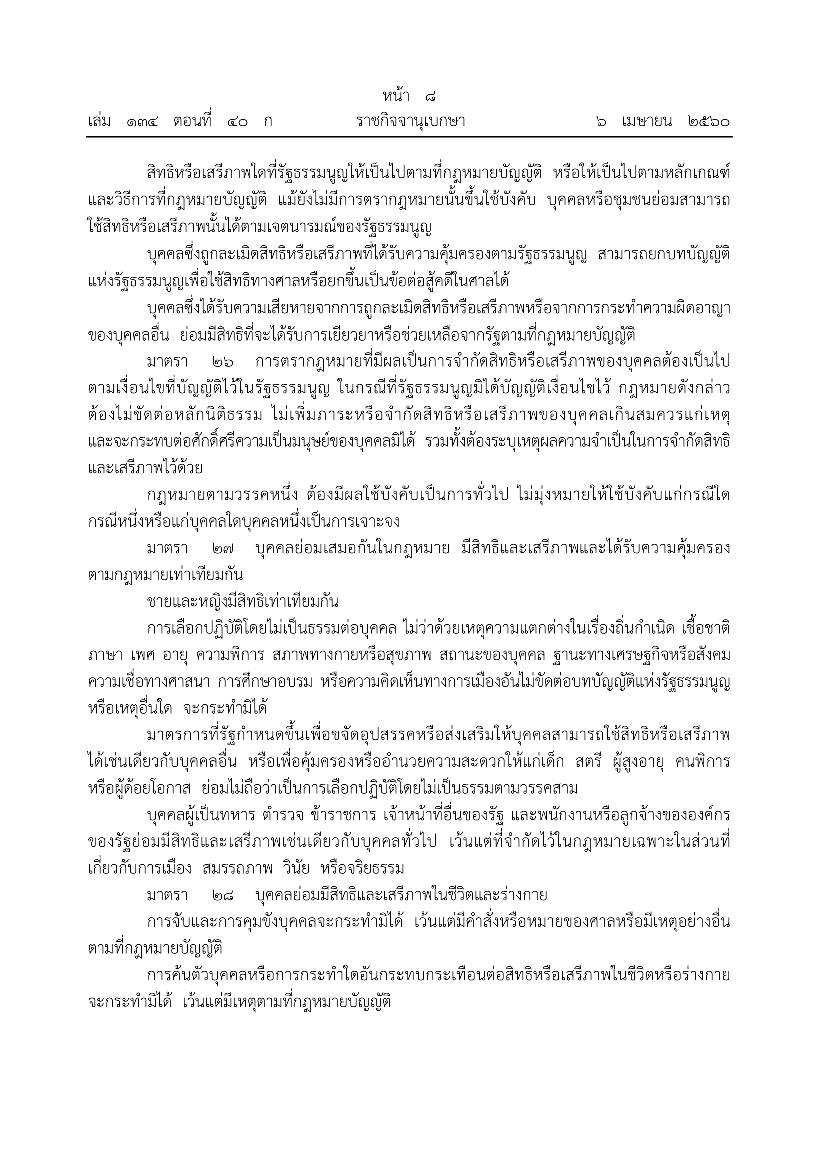 หน้า ๘
เล่ม ๑๓๔ ตอนที่ ๔๐ ก ราชกิจจานุเบกษา ๖ เมษายน ๒๕๖๐
สิทธิหรือเสรีภาพใดที่รัฐธรรมนูญให้เป็นไปตามที่กฎหมายบัญญัติ หรือให้เป็นไปตามหลักเกณฑ์
และวิธีการที่กฎหมายบัญญัติ แม้ยังไม่มีการตรากฎหมายนั้นขึ้นใช้บังคับ บุคคลหรือชุมชนย่อมสามารถ
ใช้สิทธิหรือเสรีภาพนั้นได้ตามเจตนารมณ์ของรัฐธรรมนูญ
บุคคลซึ่งถูกละเมิดสิทธิหรือเสรีภาพที่ได้รับความคุ้มครองตามรัฐธรรมนูญ สามารถยกบทบัญญัติ
แห่งรัฐธรรมนูญเพื่อใช้สิทธิทางศาลหรือยกขึ้นเป็นข้อต่อสู้คดีในศาลได้
บุคคลซึ่งได้รับความเสียหายจากการถูกละเมิดสิทธิหรือเสรีภาพหรือจากการกระทำความผิดอาญา
ของบุคคลอื่น ย่อมมีสิทธิที่จะได้รับการเยียวยาหรือช่วยเหลือจากรัฐตามที่กฎหมายบัญญัติ
มาตรา ๒๖ การตรากฎหมายที่มีผลเป็นการจำกัดสิทธิหรือเสรีภาพของบุคคลต้องเป็นไป
ตามเงื่อนไขที่บัญญัติไว้ในรัฐธรรมนูญ ในกรณีที่รัฐธรรมนูญมิได้บัญญัติเงื่อนไขไว้ กฎหมายดังกล่าว
ต้องไม่ขัดต่อหลักนิติธรรม ไม่เพิ่มภาระหรือจำกัดสิทธิหรือเสรีภาพของบุคคลเกินสมควรแก่เหตุ
และจะกระทบต่อศักดิ์ศรีความเป็นมนุษย์ของบุคคลมิได้ รวมทั้งต้องระบุเหตุผลความจำเป็นในการจำกัดสิทธิ
และเสรีภาพไว้ด้วย
กฎหมายตามวรรคหนึ่ง ต้องมีผลใช้บังคับเป็นการทั่วไป ไม่มุ่งหมายให้ใช้บังคับแก่กรณีใด
กรณีหนึ่งหรือแก่บุคคลใดบุคคลหนึ่งเป็นการเจาะจง
มาตรา ๒๗ บุคคลย่อมเสมอกันในกฎหมาย มีสิทธิและเสรีภาพและได้รับความคุ้มครอง
ตามกฎหมายเท่าเทียมกัน
ชายและหญิงมีสิทธิเท่าเทียมกัน
การเลือกปฏิบัติโดยไม่เป็นธรรมต่อบุคคล ไม่ว่าด้วยเหตุความแตกต่างในเรื่องถิ่นกำเนิด เชื้อชาติ
ภาษา เพศ อายุ ความพิการ สภาพทางกายหรือสุขภาพ สถานะของบุคคล ฐานะทางเศรษฐกิจหรือสังคม
ความเชื่อทางศาสนา การศึกษาอบรม หรือความคิดเห็นทางการเมืองอันไม่ขัดต่อบทบัญญัติแห่งรัฐธรรมนูญ
หรือเหตุอื่นใด จะกระทำมิได้
มาตรการที่รัฐกำหนดขึ้นเพื่อขจัดอุปสรรคหรือส่งเสริมให้บุคคลสามารถใช้สิทธิหรือเสรีภาพ
ได้เช่นเดียวกับบุคคลอื่น หรือเพื่อคุ้มครองหรืออำนวยความสะดวกให้แก่เด็ก สตรี ผู้สูงอายุ คนพิการ
หรือผู้ด้อยโอกาส ย่อมไม่ถือว่าเป็นการเลือกปฏิบัติโดยไม่เป็นธรรมตามวรรคสาม
บุคคลผู้เป็นทหาร ตำรวจ ข้าราชการ เจ้าหน้าที่อื่นของรัฐ และพนักงานหรือลูกจ้างขององค์กร
ของรัฐย่อมมีสิทธิและเสรีภาพเช่นเดียวกับบุคคลทั่วไป เว้นแต่ที่จำกัดไว้ในกฎหมายเฉพาะในส่วนที่
เกี่ยวกับการเมือง สมรรถภาพ วินัย หรือจริยธรรม
มาตรา ๒๘ บุคคลย่อมมีสิทธิและเสรีภาพในชีวิตและร่างกาย
การจับและการคุมขังบุคคลจะกระทำมิได้ เว้นแต่มีคำสั่งหรือหมายของศาลหรือมีเหตุอย่างอื่น
ตามที่กฎหมายบัญญัติ
การค้นตัวบุคคลหรือการกระทำใดอันกระทบกระเทือนต่อสิทธิหรือเสรีภาพในชีวิตหรือร่างกาย
จะกระทำมิได้ เว้นแต่มีเหตุตามที่กฎหมายบัญญัติ